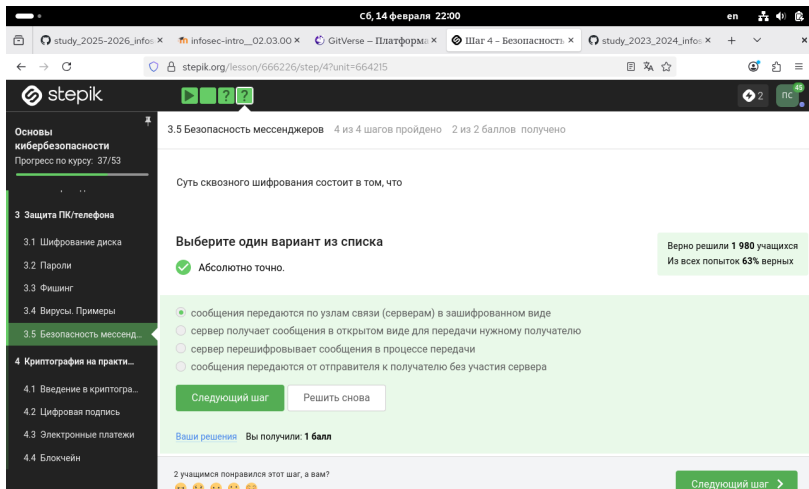 Сб, 14 февраля 22:00
en
study_2025-2026_infos
infosec-intro__02.03.00
GitVerse – Платформа
Шаг 4 – Безопасность
study_2023_2024_infos
stepik.org/lesson/666226/step/4?unit=664215
stepik
? ?
2
ПС
45
Основы
кибербезопасности
Прогресс по курсу: 37/53
3 Защита ПК/телефона
3.1 Шифрование диска
3.2 Пароли
3.3 Фишинг
3.4 Вирусы. Примеры
3.5 Безопасность мессенд...
4 Криптография на практи...
4.1 Введение в криптогра...
4.2 Цифровая подпись
4.3 Электронные платежи
4.4 Блокчейн
3.5 Безопасность мессенджеров 4 из 4 шагов пройдено 2 из 2 баллов получено
Суть сквозного шифрования состоит в том, что
Выберите один вариант из списка
Абсолютно точно.
Верно решили 1 980 учащихся
Из всех попыток 63% верных
сообщения передаются по узлам связи (серверам) в зашифрованном виде
сервер получает сообщения в открытом виде для передачи нужному получателю
сервер перешифровывает сообщения в процессе передачи
сообщения передаются от отправителя к получателю без участия сервера
Следующий шаг
Решить снова
Ваши решения Вы получили: 1 балл
2 учащимся понравился этот шаг, а вам?
Следующий шаг